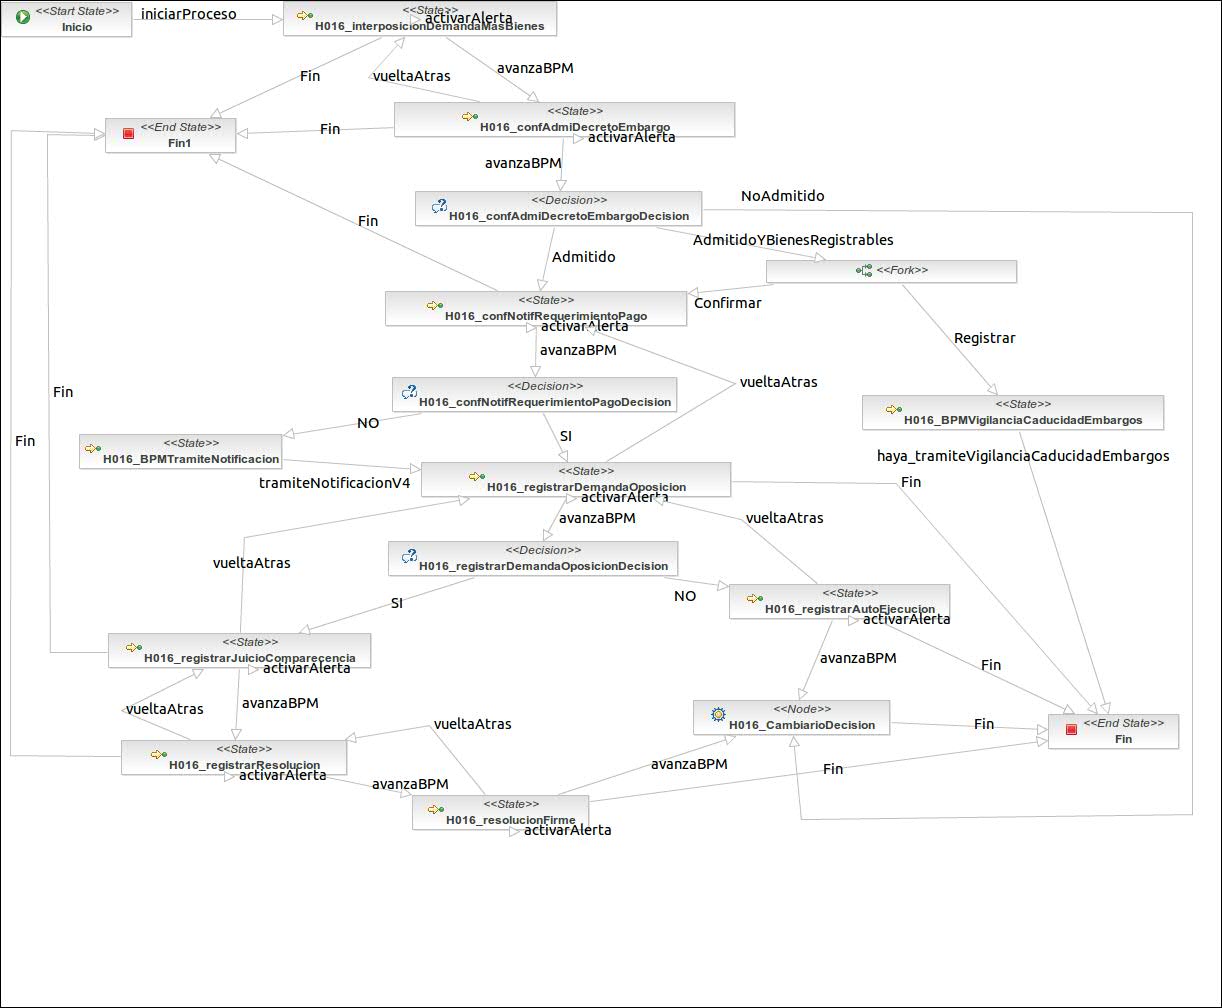 <<Start State>>
Inicio
iniciarProceso
<<State>>
activarAlerta
H016_interposicionDemandaMasBienes
Fin
vueltaAtras
avanzaBPM
<<State>>
H016_confAdmiDecretoEmbargo
activarAlerta
<<End State>>
Fin1
Fin
avanzaBPM
<<Decision>>
H016_confAdmiDecretoEmbargoDecision
NoAdmitido
Fin
Admitido
AdmitidoYBienesRegistrables
<<Fork>>
<<State>>
H016_confNotifRequerimientoPago
activarAlerta
Confirmar
Registrar
avanzaBPM
<<Decision>>
H016_confNotifRequerimientoPagoDecision
vueltaAtras
Fin
<<State>>
H016_BPMVigilanciaCaducidadEmbargos
NO
SI
Fin
<<State>>
H016_BPMTramiteNotificacion
haya_tramiteVigilanciaCaducidadEmbargos
tramiteNotificacionV4
<<State>>
H016_registrarDemandaOposicion
activarAlerta
Fin
avanzaBPM
vueltaAtras
<<Decision>>
H016_registrarDemandaOposicionDecision
vueltaAtras
SI
NO
<<State>>
H016_registrarAutoEjecucion
activarAlerta
<<State>>
H016_registrarJuicioComparecencia
activarAlerta
avanzaBPM
Fin
vueltaAtras
avanzaBPM
<<Node>>
H016_CambiarioDecision
Fin
<<End State>>
Fin
vueltaAtras
<<State>>
H016_registrarResolucion
activarAlerta
avanzaBPM
avanzaBPM
Fin
<<State>>
H016_resolucionFirme
activarAlerta